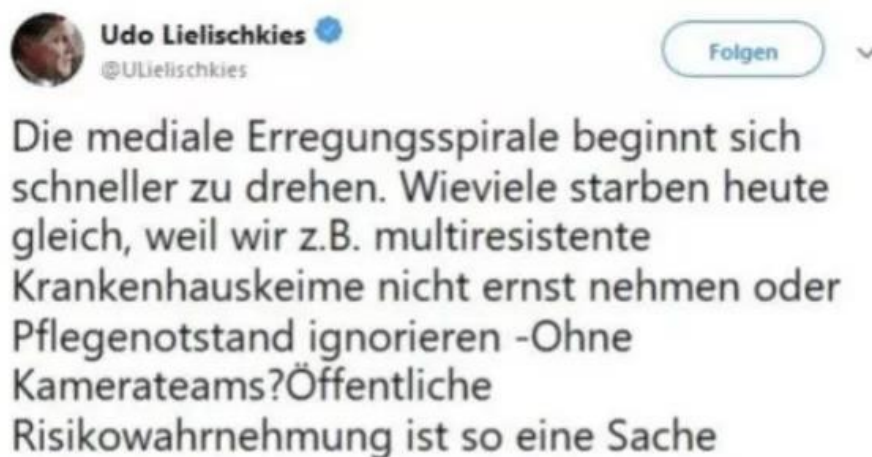 Udo Lielischkies
@ULielischkies
Folgen
Die mediale Erregungsspirale beginnt sich
schneller zu drehen. Wieviele starben heute
gleich, weil wir z.B. multiresistente
Krankenhauskeime nicht ernst nehmen oder
Pflegenotstand ignorieren -Ohne
Kamerateams?Öffentliche
Risikowahrnehmung ist so eine Sache